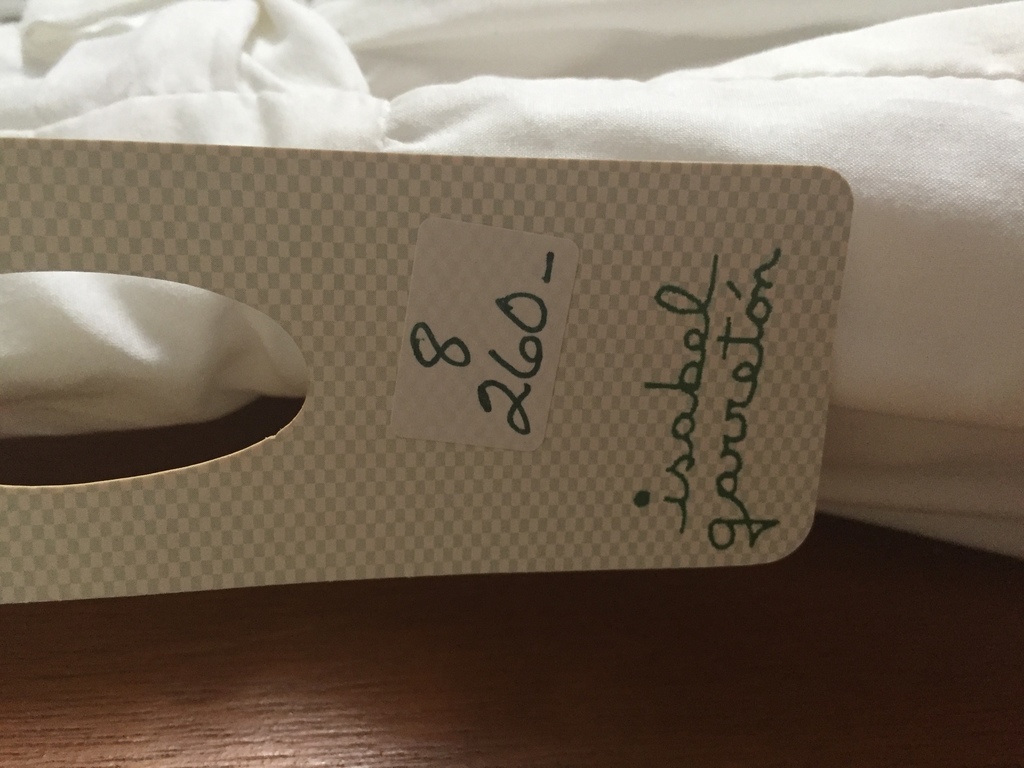 8
260-
isabel
garretón